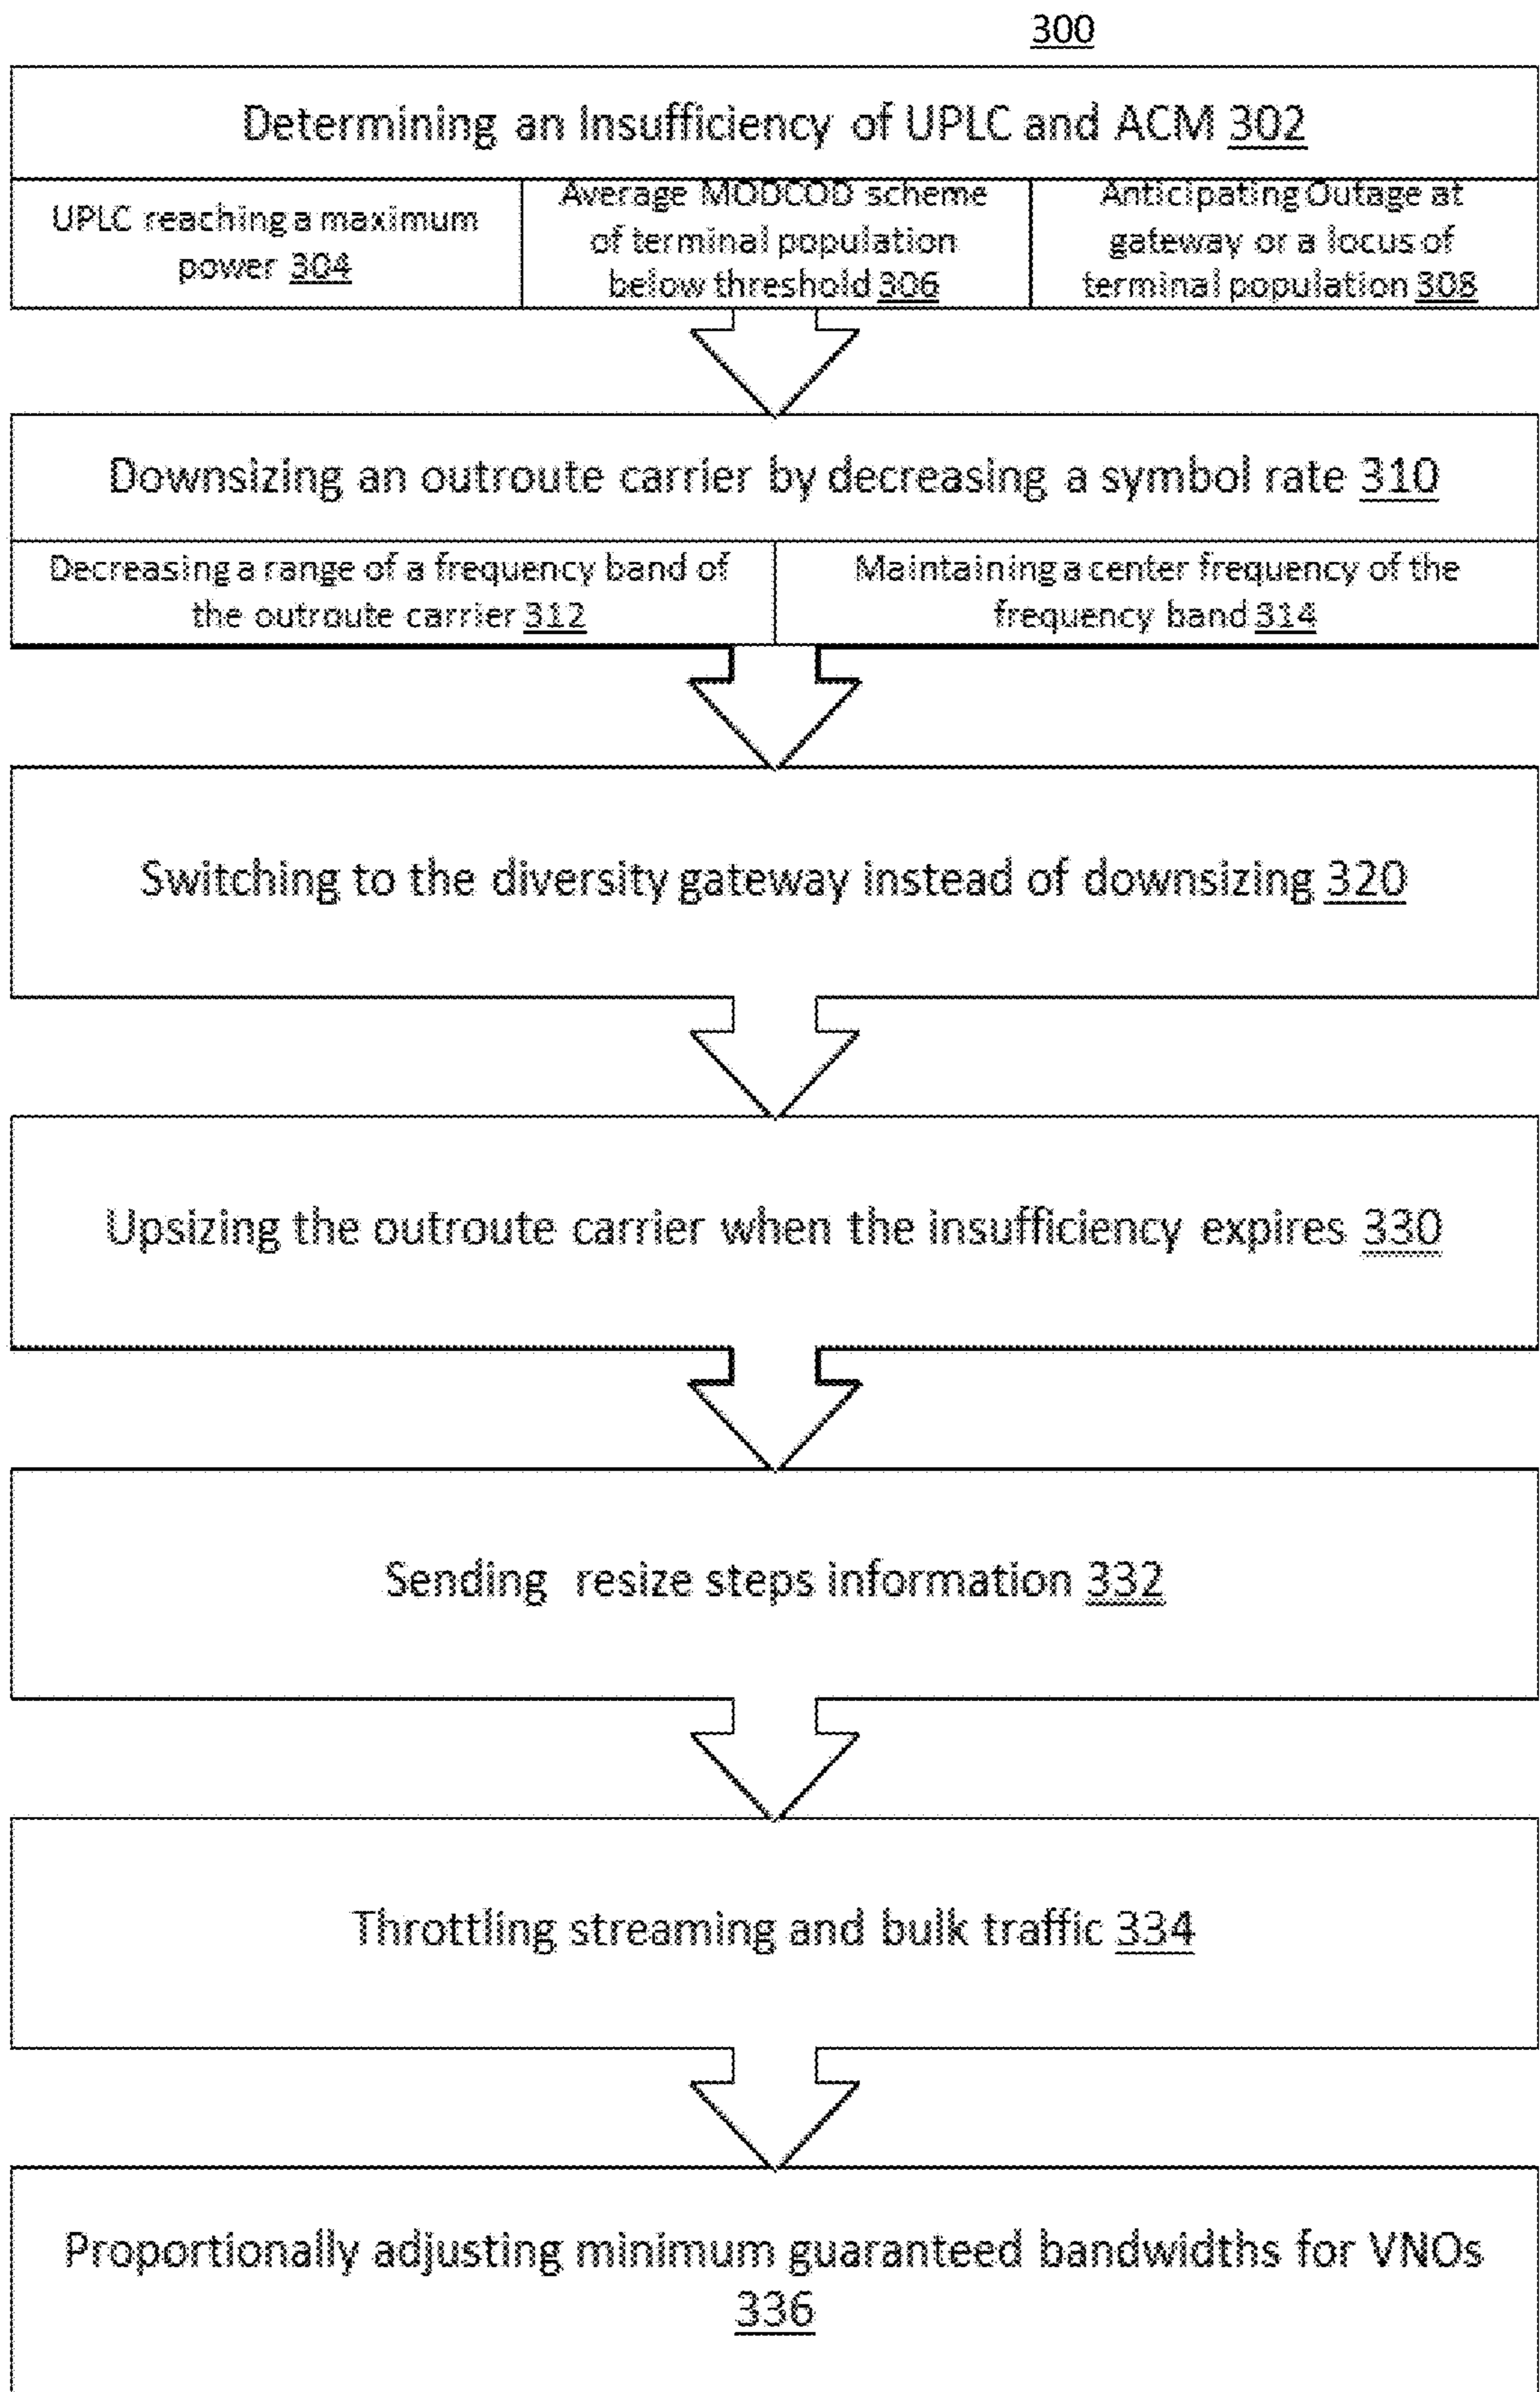 300
Determining an Insufficiency of UPLC and ACM 302
UPLC reaching a maximum
power 304
Average MODCOD scheme
of terminal population
below threshold 306
Anticipating Outage at
gateway or a locus of
terminal population 308
Downsizing an outroute carrier by decreasing a symbol rate 310
Decreasing a range of a frequency band of
the outroute carrier 312
Maintaining a center frequency of the
frequency band 314
Switching to the diversity gateway instead of downsizing 320
Upsizing the outroute carrier when the insufficiency expires 330
Sending resize steps information 332
Throttling streaming and bulk traffic 334
Proportionally adjusting minimum guaranteed bandwidths for VNOs
336